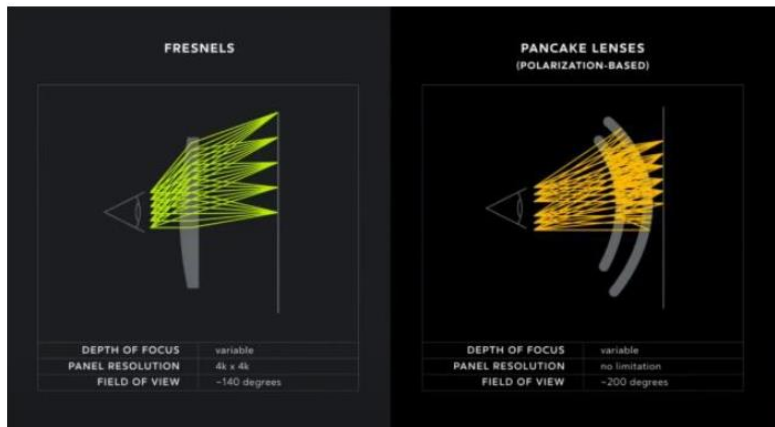 FRESNELS
DEPTH OF FOCUS variable
PANEL RESOLUTION 4k x 4k
FIELD OF VIEW ~140 degrees
PANCAKE LENSES
(POLARIZATION-BASED)
DEPTH OF FOCUS variable
PANEL RESOLUTION no limitation
FIELD OF VIEW ~200 degrees